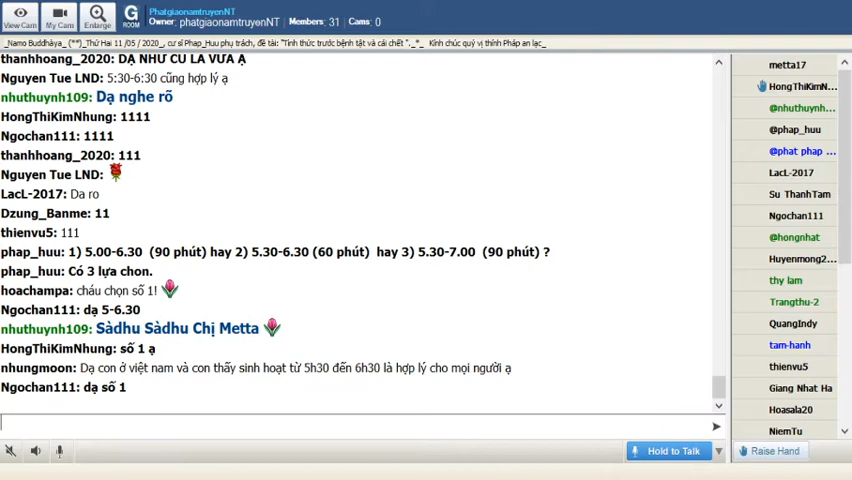 PhatgiaonamtruyenNT
Owner: phatgiaonamtruyenNT Members: 31 Cams: 0
View Cam My Cam Enlarge G ROOM
_Namo Buddhàya_ (**)_Thứ Hai 11 /05 / 2020_, cư sĩ Phap_Huu phụ trách, đề tài: "Tỉnh thức trước bệnh tật và cái chết "._*_ Kính chúc quý vị thính Pháp an lạc_
thanhhoang_2020: DẠ NHƯ CŨ LÀ VỪA Ạ
Nguyen Tue LND: 5:30-6:30 cũng hợp lý ạ
nhuthuynh109: Dạ nghe rõ
HongThiKimNhung: 1111
Ngochan111: 1111
thanhhoang_2020: 111
Nguyen Tue LND:
LacL-2017: Da ro
Dzung_Banme: 11
thienvu5: 111
phap_huu: 1) 5.00-6.30 (90 phút) hay 2) 5.30-6.30 (60 phút) hay 3) 5.30-7.00 (90 phút) ?
phap_huu: Có 3 lựa chon.
hoachampa: cháu chọn số 1!
Ngochan111: dạ 5-6.30
nhuthuynh109: Sàdhu Sàdhu Chị Metta
HongThiKimNhung: số 1 ạ
nhungmoon: Dạ con ở việt nam và con thấy sinh hoạt từ 5h30 đến 6h30 là hợp lý cho mọi người ạ
Ngochan111: dạ số 1
metta17
HongThiKimN...
@nhuthuynh...
@phap_huu
@phat phap ...
LacL-2017
Su ThanhTam
Ngochan111
@hongnhat
Huyenmong2...
thy lam
Trangthu-2
QuangIndy
tam-hanh
thienvu5
Giang Nhat Ha
Hoasala20
NiemTu
Hold to Talk
Raise Hand